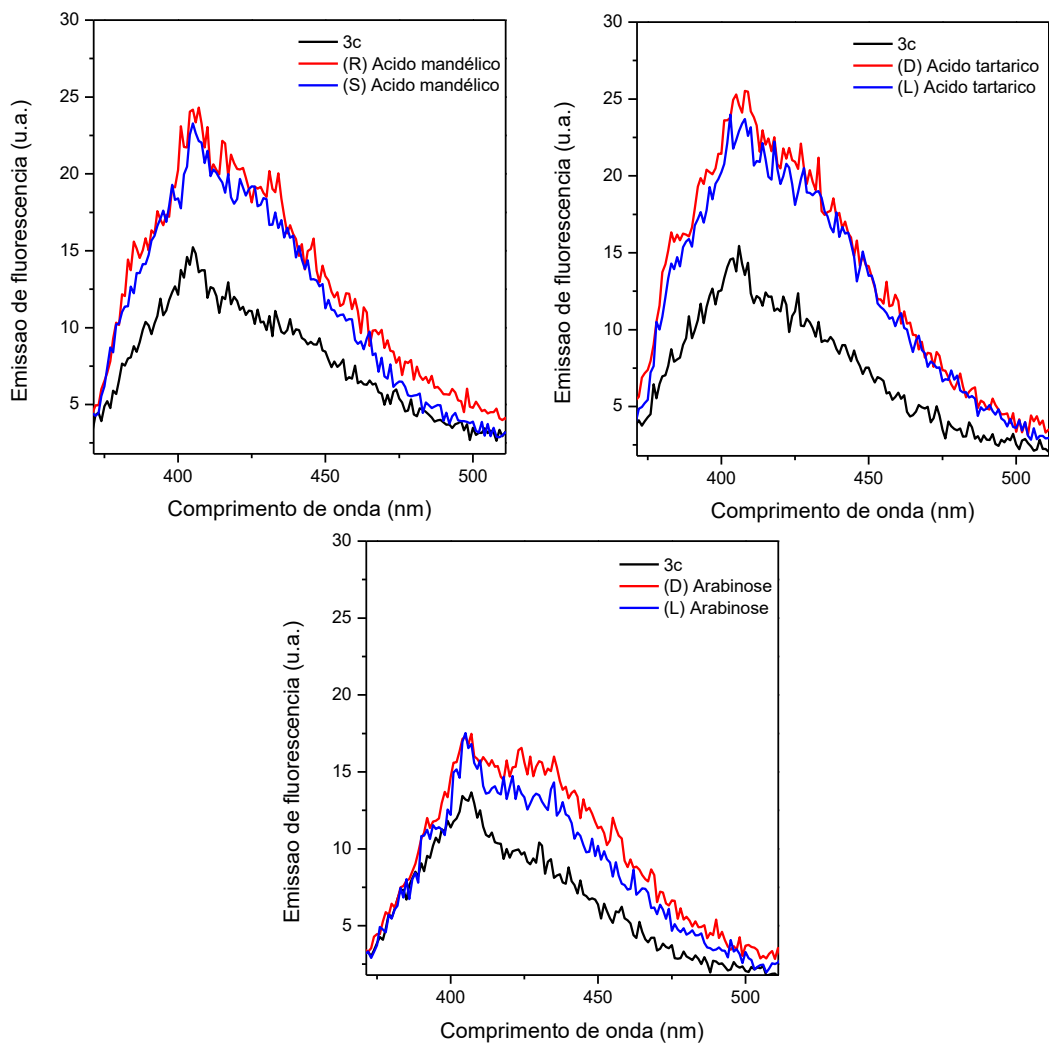 30
25
20
15
10
5
400
450
500
Emissao de fluorescencia (u.a.)
Comprimento de onda (nm)
3c
(R) Acido mandélico
(S) Acido mandélico
30
25
20
15
10
5
400
450
500
Emissao de fluorescencia (u.a.)
Comprimento de onda (nm)
3c
(D) Acido tartarico
(L) Acido tartarico
30
25
20
15
10
5
400
450
500
Emissao de fluorescencia (u.a.)
Comprimento de onda (nm)
3c
(D) Arabinose
(L) Arabinose